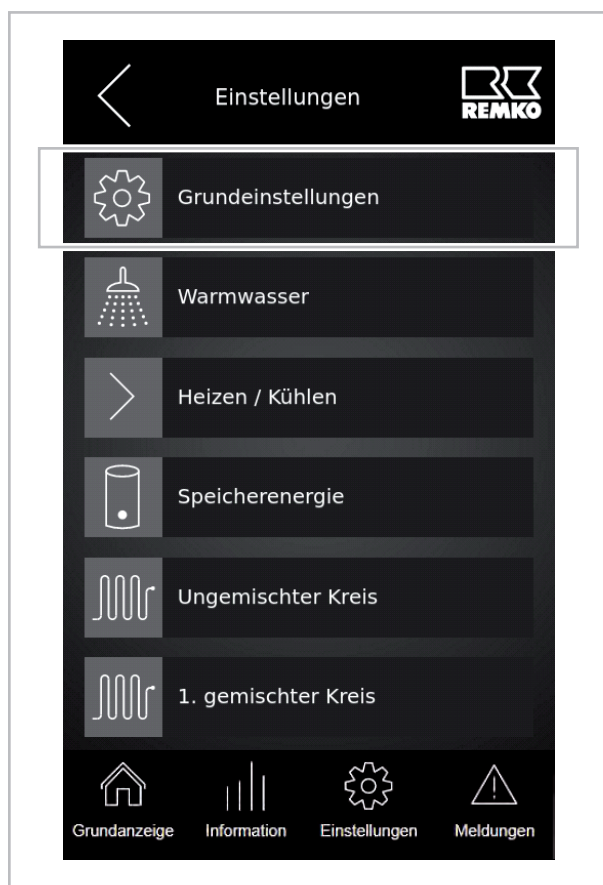 Einstellungen
REMKO
Grundeinstellungen
Warmwasser
Heizen / Kühlen
Speicherenergie
Ungemischter Kreis
1. gemischter Kreis
Grundanzeige Information Einstellungen Meldungen